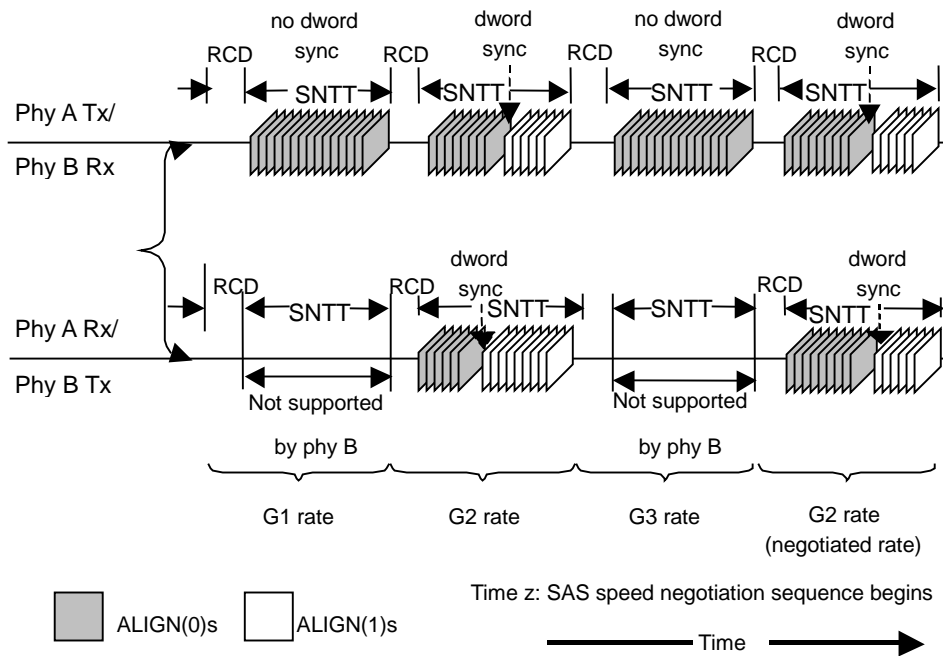 no dword
sync
dword
sync
no dword
sync
dword
sync
RCD
RCD
RCD
RCD
SNTT
SNTT
SNTT
SNTT
Phy A Tx/
Phy B Rx
dword
sync
dword
sync
RCD
RCD
RCD
SNTT
SNTT
SNTT
SNTT
Phy A Rx/
Phy B Tx
Not supported
by phy B
Not supported
by phy B
G1 rate
G2 rate
G3 rate
G2 rate
(negotiated rate)
ALIGN(0)s
ALIGN(1)s
Time z: SAS speed negotiation sequence begins
Time